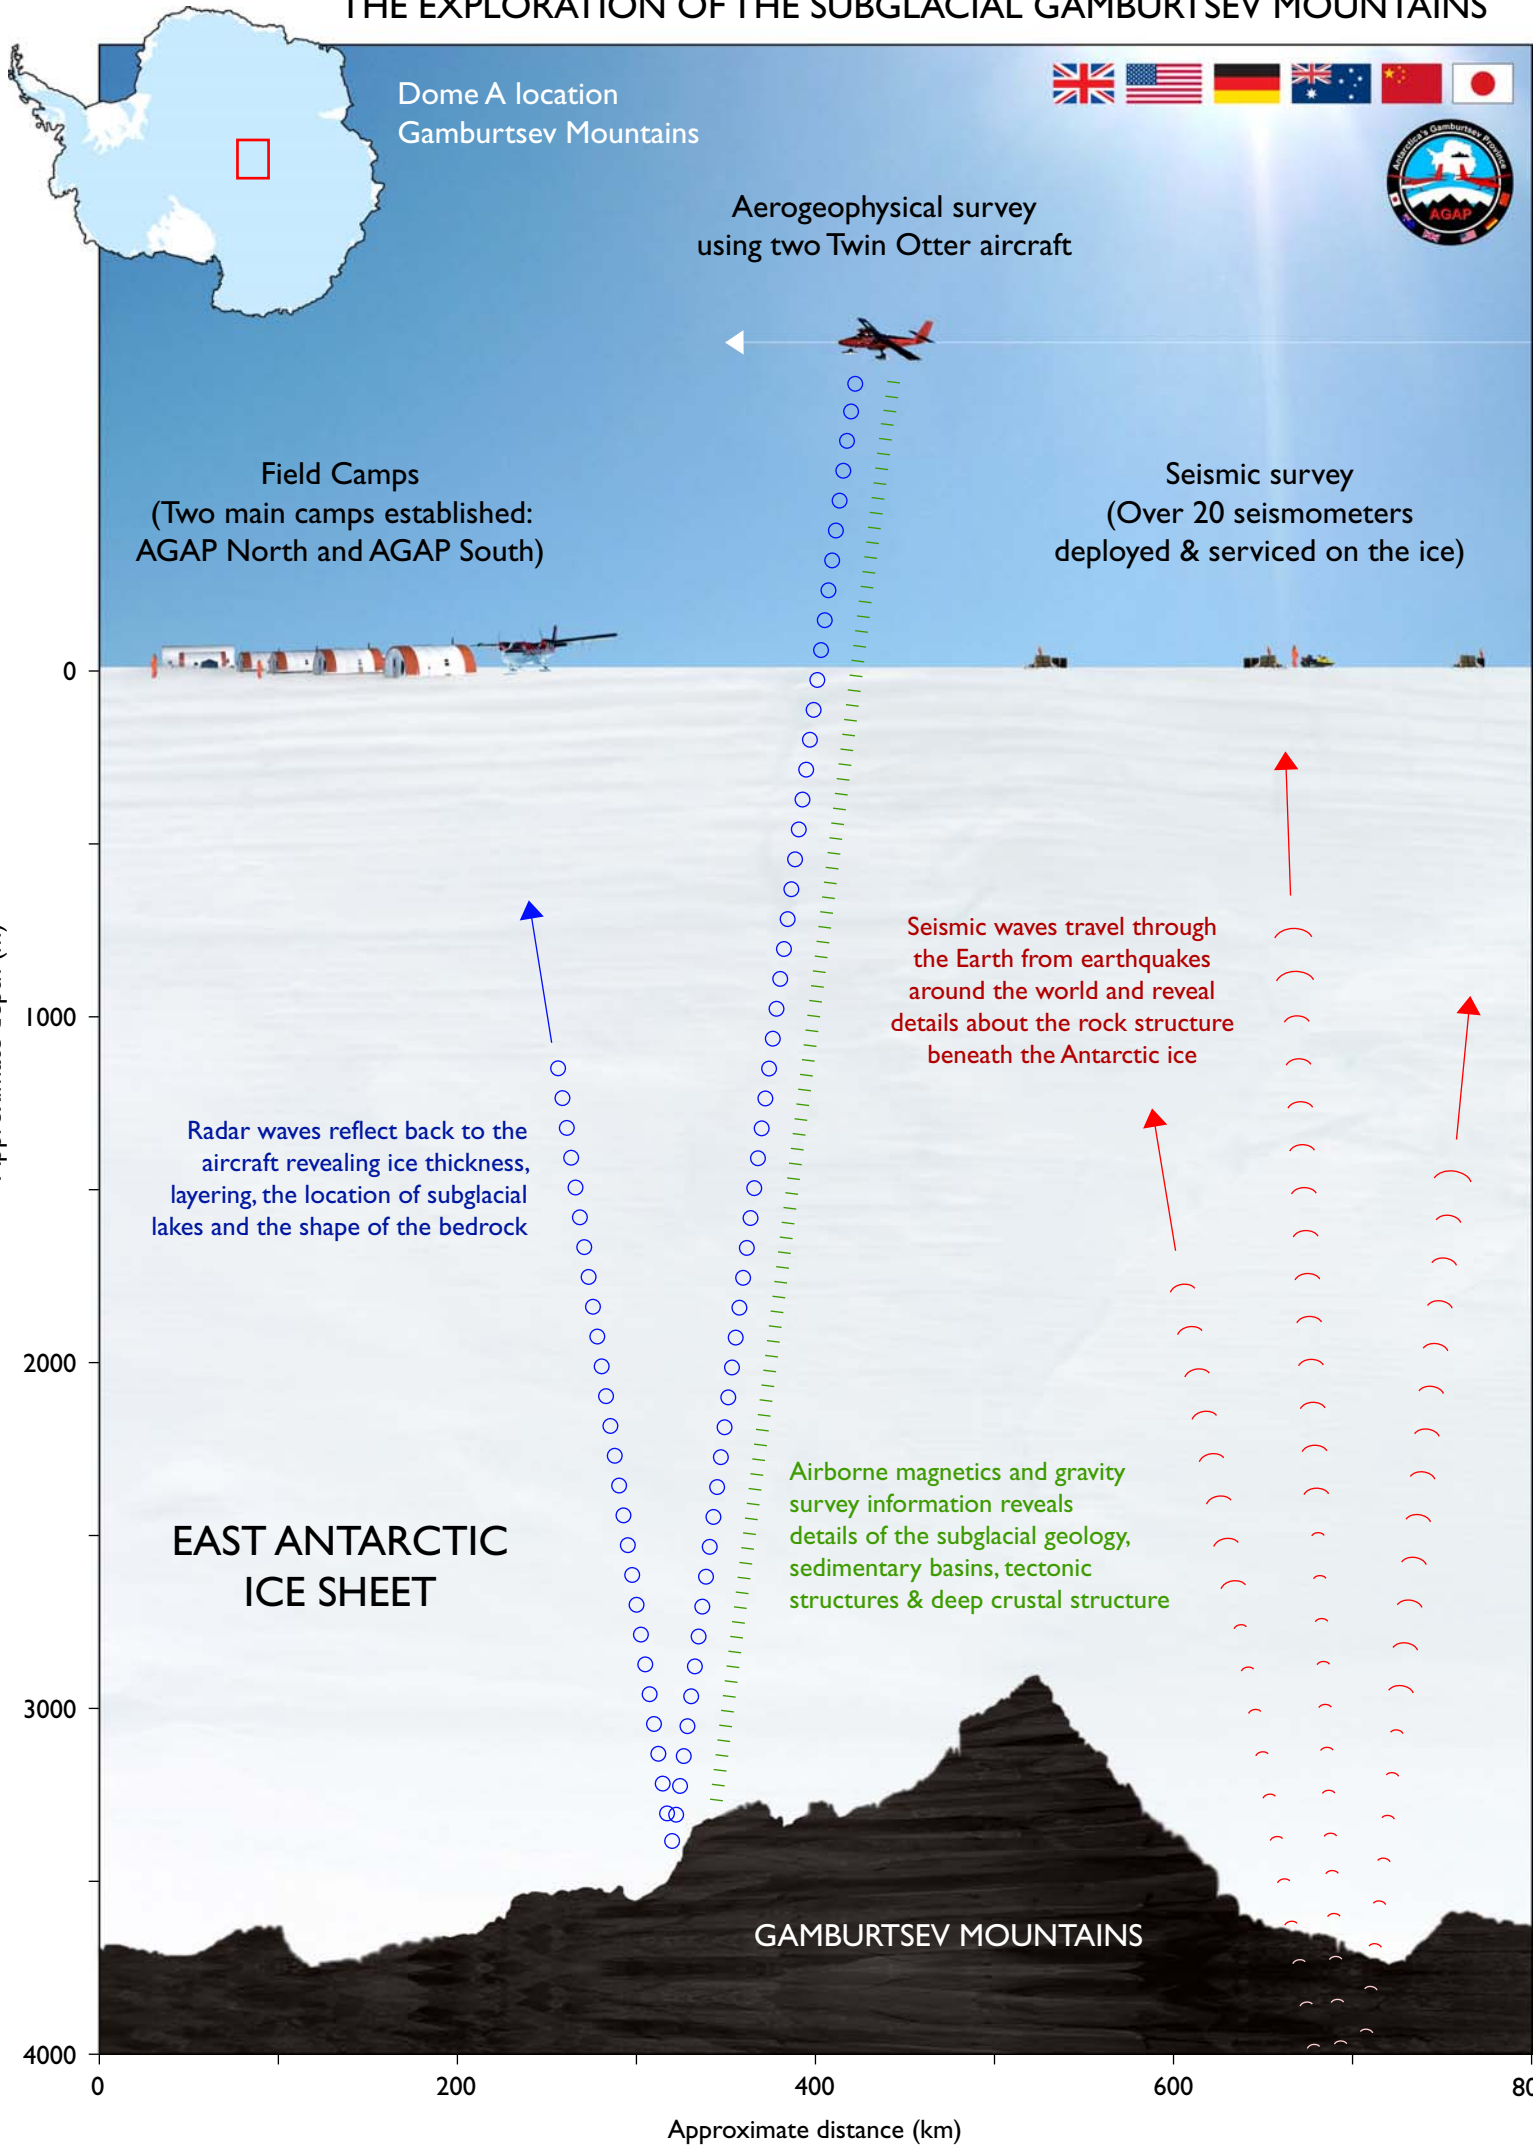 THE EXPLORATION OF THE SUBGLACIAL GAMBURTSEV MOUNTAINS
Dome A location
Gamburtsev Mountains
Antarctica's Gamburtsev Province
AGAP
Aerogeophysical survey
using two Twin Otter aircraft
Field Camps
(Two main camps established:
AGAP North and AGAP South)
Seismic survey
(Over 20 seismometers
deployed & serviced on the ice)
0
Seismic waves travel through
the Earth from earthquakes
around the world and reveal
details about the rock structure
beneath the Antarctic ice
1000
Radar waves reflect back to the
aircraft revealing ice thickness,
layering, the location of subglacial
lakes and the shape of the bedrock
2000
Airborne magnetics and gravity
survey information reveals
details of the subglacial geology,
sedimentary basins, tectonic
structures & deep crustal structure
EAST ANTARCTIC
ICE SHEET
3000
GAMBURTSEV MOUNTAINS
4000
0
200
400
600
80
Approximate distance (km)